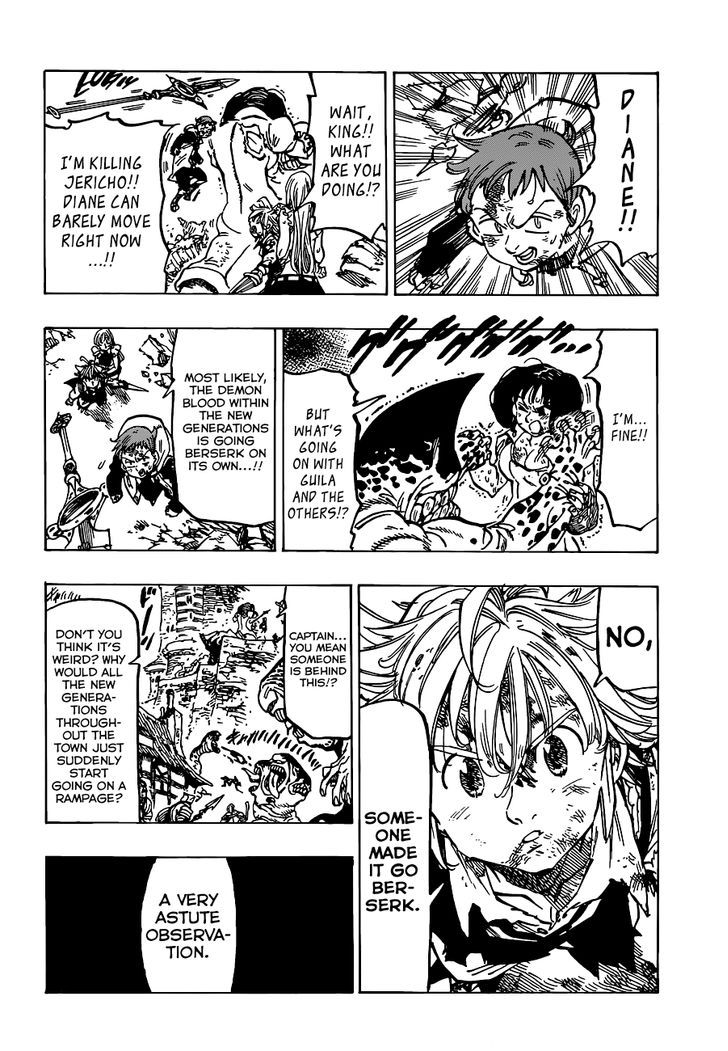 DIANE!!
WAIT,
KING!!
WHAT
ARE YOU
DOING!?
I'M KILLING
JERICHO!!
DIANE CAN
BARELY MOVE
RIGHT NOW
...!!
I'M...
FINE!!
BUT
WHAT'S
GOING
ON WITH
GUILA
AND THE
OTHERS!?
MOST LIKELY,
THE DEMON
BLOOD WITHIN
THE NEW
GENERATIONS
IS GOING
BERSERK ON
ITS OWN...!!
NO,
SOME-
ONE
MADE
IT GO
BER-
SERK.
CAPTAIN...
YOU MEAN
SOMEONE
IS BEHIND
THIS!?
DON'T YOU
THINK IT'S
WEIRD? WHY
WOULD ALL
THE NEW
GENERA-
TIONS
THROUGH-
OUT THE
TOWN JUST
SUDDENLY
START
GOING ON A
RAMPAGE?
A VERY
ASTUTE
OBSERVA-
TION.